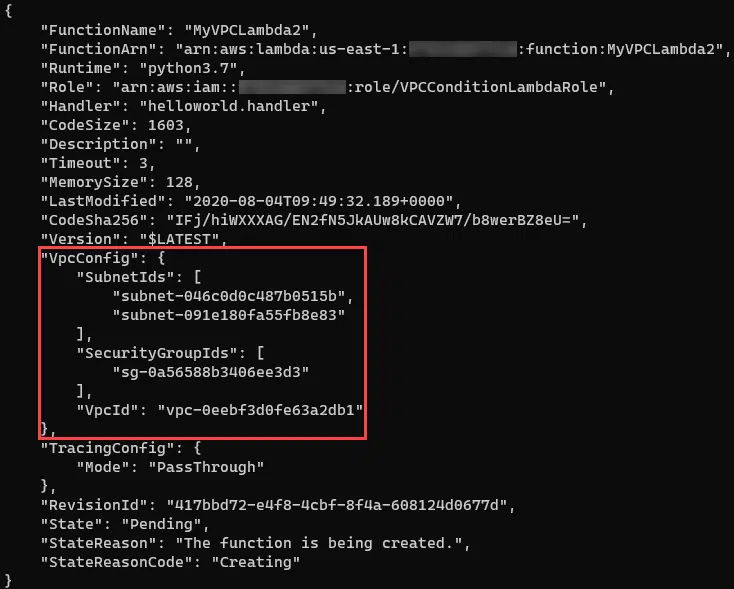 {
"FunctionName": "MyVPCLambda2",
"FunctionArn": "arn:aws:lambda:us-east-1: :function:MyVPCLambda2",
"Runtime": "python3.7",
"Role": "arn:aws:iam:: :role/VPCConditionLambdaRole",
"Handler": "helloworld.handler",
"CodeSize": 1603,
"Description": "",
"Timeout": 3,
"MemorySize": 128,
"LastModified": "2020-08-04T09:49:32.189+0000",
"CodeSha256": "IFj/hiWXXXAG/EN2fN5JkAUw8kCAVZW7/b8werBZ8eU=",
"Version": "$LATEST",
"VpcConfig": {
"SubnetIds": [
"subnet-046c0d0c487b0515b",
"subnet-091e180fa55fb8e83"
],
"SecurityGroupIds": [
"sg-0a56588b3406ee3d3"
],
"VpcId": "vpc-0eebf3d0fe63a2db1"
},
"TracingConfig": {
"Mode": "PassThrough"
},
"RevisionId": "417bbd72-e4f8-4cbf-8f4a-608124d0677d",
"State": "Pending",
"StateReason": "The function is being created.",
"StateReasonCode": "Creating"
}